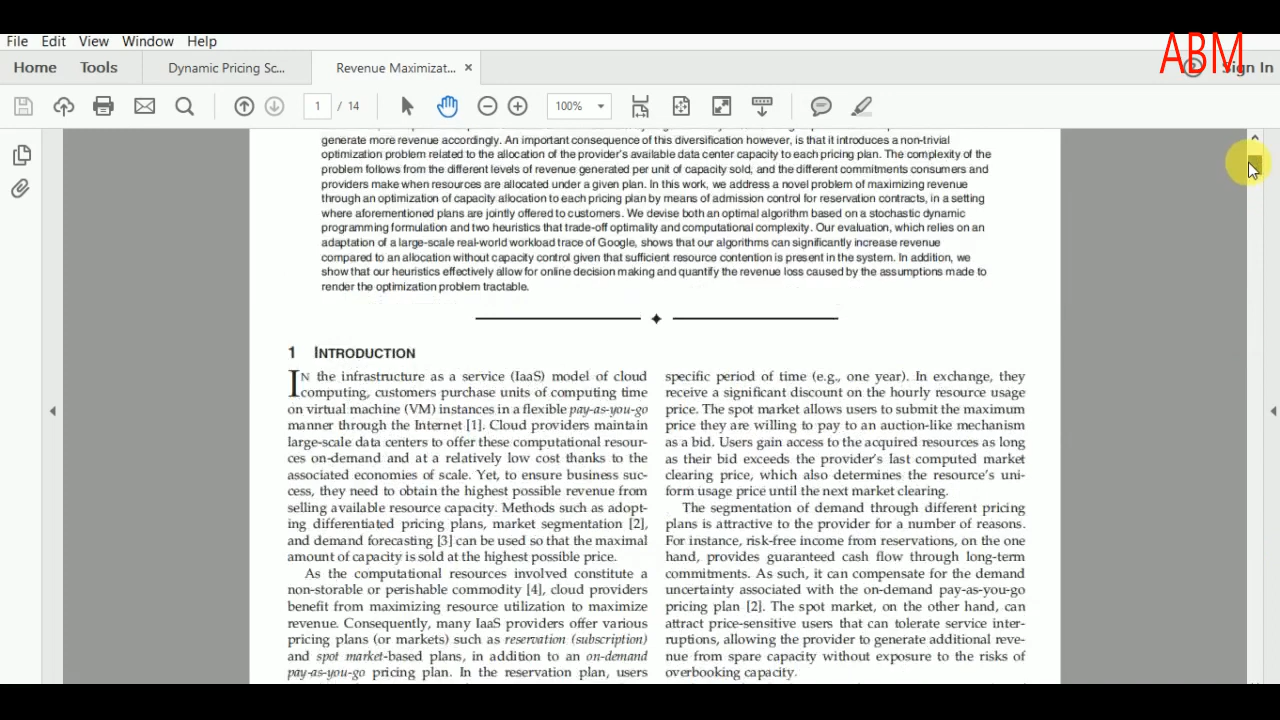 File Edit View Window Help
ABM
Home Tools Dynamic Pricing Sc... Revenue Maximizat... × Sign In
1 / 14 100%
generate more revenue accordingly. An important consequence of this diversification however, is that it introduces a non-trivial
optimization problem related to the allocation of the provider's available data center capacity to each pricing plan. The complexity of the
problem follows from the different levels of revenue generated per unit of capacity sold, and the different commitments consumers and
providers make when resources are allocated under a given plan. In this work, we address a novel problem of maximizing revenue
through an optimization of capacity allocation to each pricing plan by means of admission control for reservation contracts, in a setting
where aforementioned plans are jointly offered to customers. We devise both an optimal algorithm based on a stochastic dynamic
programming formulation and two heuristics that trade-off optimality and computational complexity. Our evaluation, which relies on an
adaptation of a large-scale real-world workload trace of Google, shows that our algorithms can significantly increase revenue
compared to an allocation without capacity control given that sufficient resource contention is present in the system. In addition, we
show that our heuristics effectively allow for online decision making and quantify the revenue loss caused by the assumptions made to
render the optimization problem tractable.
1 INTRODUCTION
IN the infrastructure as a service (IaaS) model of cloud
computing, customers purchase units of computing time
on virtual machine (VM) instances in a flexible pay-as-you-go
manner through the Internet [1]. Cloud providers maintain
large-scale data centers to offer these computational resour-
ces on-demand and at a relatively low cost thanks to the
associated economies of scale. Yet, to ensure business suc-
cess, they need to obtain the highest possible revenue from
selling available resource capacity. Methods such as adopt-
ing differentiated pricing plans, market segmentation [2],
and demand forecasting [3] can be used so that the maximal
amount of capacity is sold at the highest possible price.
As the computational resources involved constitute a
non-storable or perishable commodity [4], cloud providers
benefit from maximizing resource utilization to maximize
revenue. Consequently, many IaaS providers offer various
pricing plans (or markets) such as reservation (subscription)
and spot market-based plans, in addition to an on-demand
pay-as-you-go pricing plan. In the reservation plan, users
specific period of time (e.g., one year). In exchange, they
receive a significant discount on the hourly resource usage
price. The spot market allows users to submit the maximum
price they are willing to pay to an auction-like mechanism
as a bid. Users gain access to the acquired resources as long
as their bid exceeds the provider's last computed market
clearing price, which also determines the resource's uni-
form usage price until the next market clearing.
The segmentation of demand through different pricing
plans is attractive to the provider for a number of reasons.
For instance, risk-free income from reservations, on the one
hand, provides guaranteed cash flow through long-term
commitments. As such, it can compensate for the demand
uncertainty associated with the on-demand pay-as-you-go
pricing plan [2]. The spot market, on the other hand, can
attract price-sensitive users that can tolerate service inter-
ruptions, allowing the provider to generate additional reve-
nue from spare capacity without exposure to the risks of
overbooking capacity.